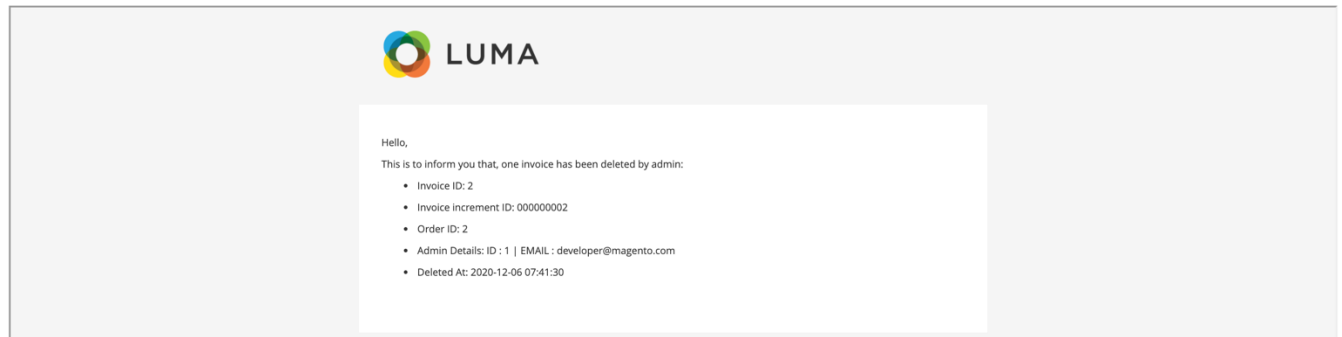 LUMA
Hello,
This is to inform you that, one invoice has been deleted by admin:
• Invoice ID: 2
• Invoice increment ID: 000000002
• Order ID: 2
• Admin Details: ID : 1 | EMAIL : developer@magento.com
• Deleted At: 2020-12-06 07:41:30